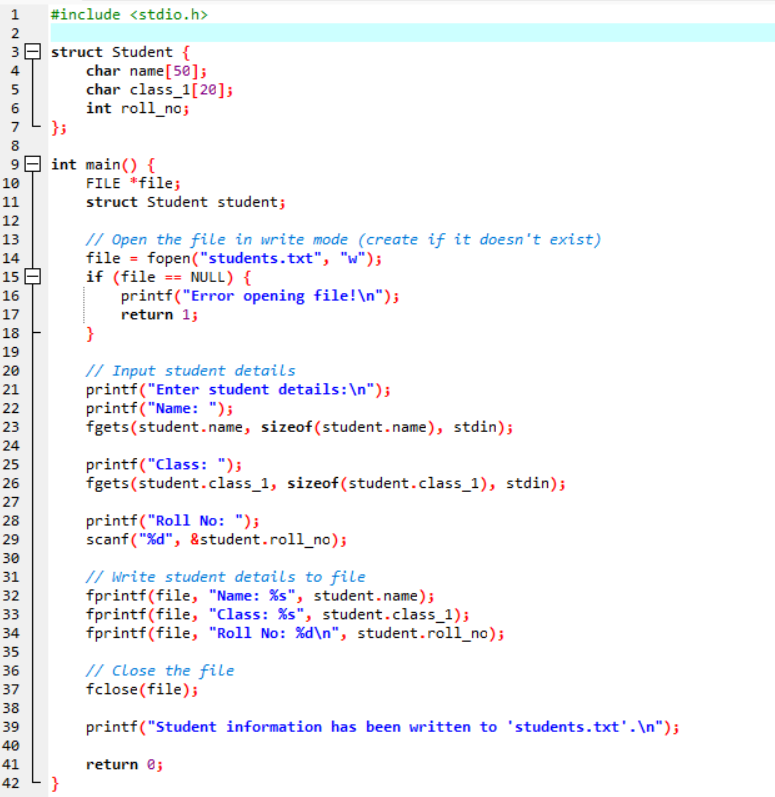 1 #include <stdio.h>
2
3 struct Student {
4     char name[50];
5     char class_1[20];
6     int roll_no;
7 };
8
9 int main() {
10     FILE *file;
11     struct Student student;
12
13     // Open the file in write mode (create if it doesn't exist)
14     file = fopen("students.txt", "w");
15     if (file == NULL) {
16         printf("Error opening file!\n");
17         return 1;
18     }
19
20     // Input student details
21     printf("Enter student details:\n");
22     printf("Name: ");
23     fgets(student.name, sizeof(student.name), stdin);
24
25     printf("Class: ");
26     fgets(student.class_1, sizeof(student.class_1), stdin);
27
28     printf("Roll No: ");
29     scanf("%d", &student.roll_no);
30
31     // Write student details to file
32     fprintf(file, "Name: %s", student.name);
33     fprintf(file, "Class: %s", student.class_1);
34     fprintf(file, "Roll No: %d\n", student.roll_no);
35
36     // Close the file
37     fclose(file);
38
39     printf("Student information has been written to 'students.txt'.\n");
40
41     return 0;
42 }